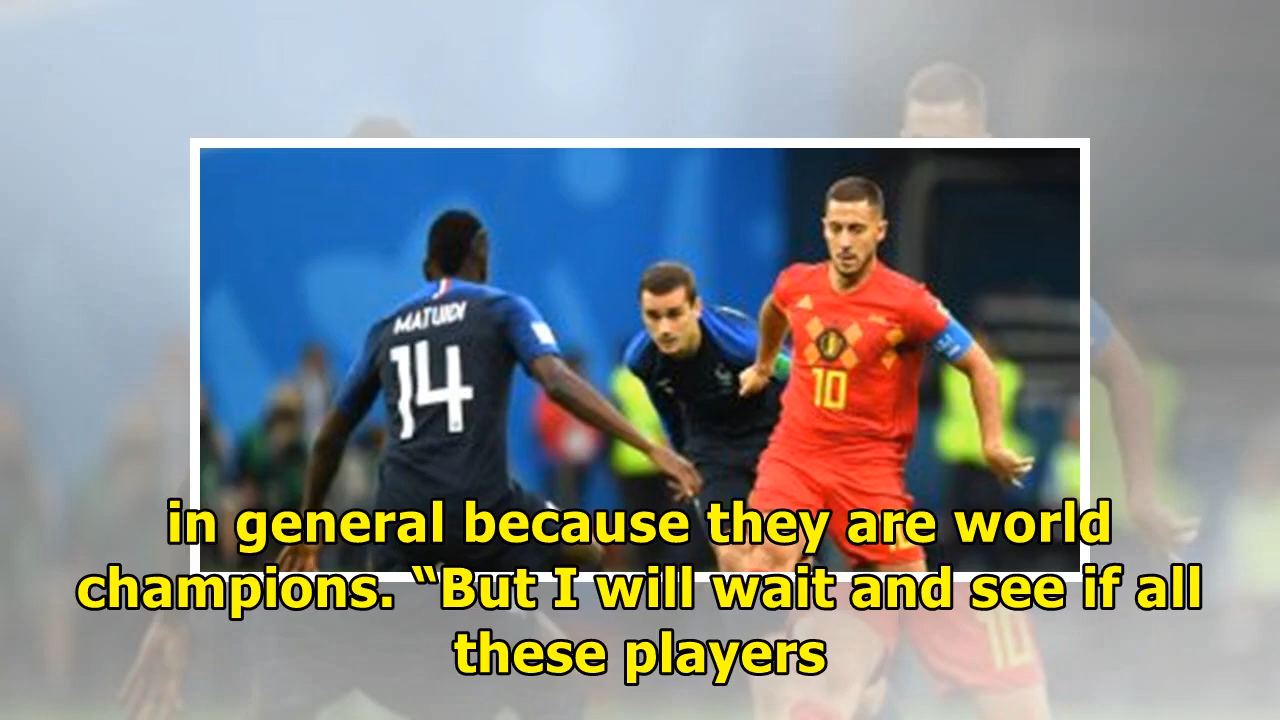 MATUIDI
14
10
in general because they are world
champions. “But I will wait and see if all
these players